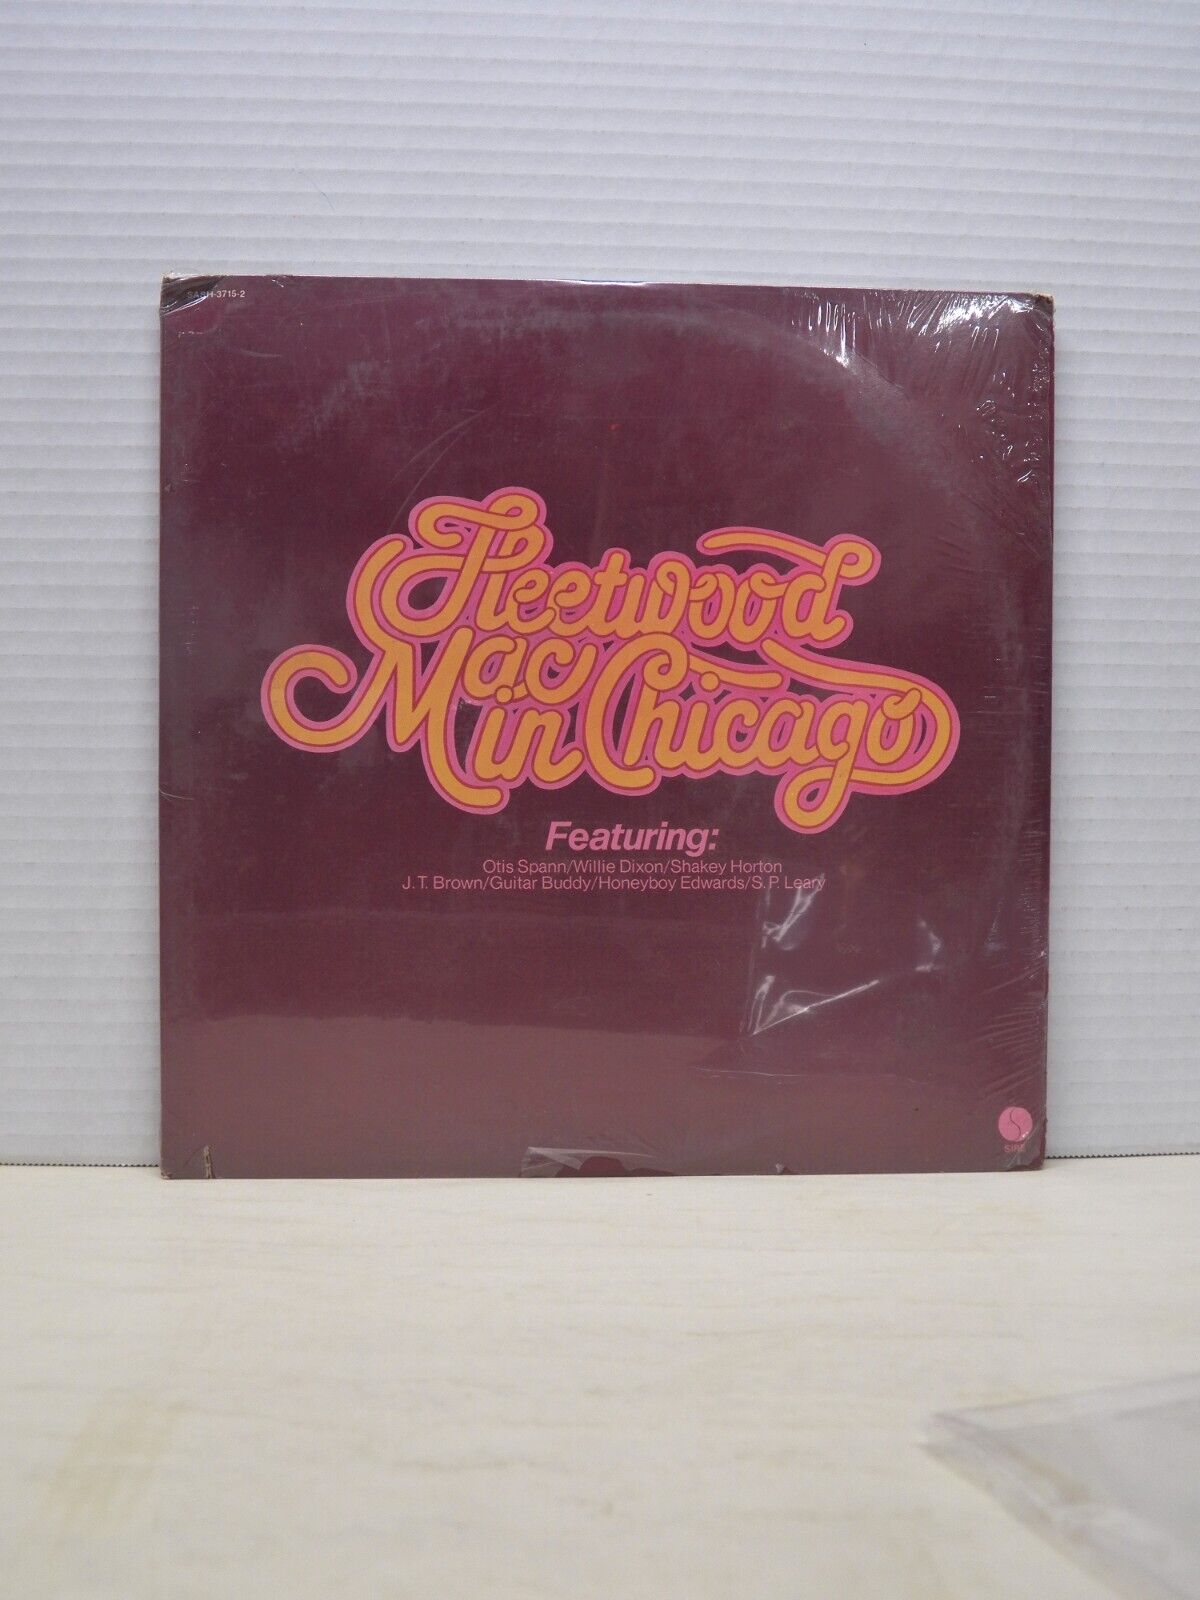 SASH-3715-2
Fleetwood
Mac in Chicago
Featuring:
Otis Spann/Willie Dixon/Shakey Horton
J.T. Brown/Guitar Buddy/Honeyboy Edwards/S.P. Leary
SIRE